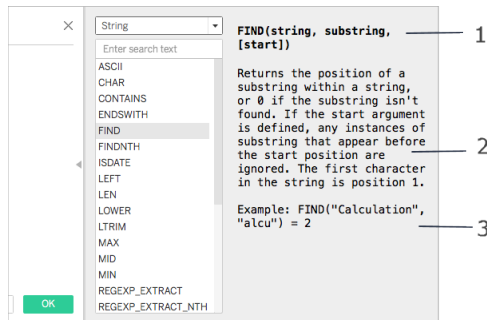 String
Enter search text
ASCII
CHAR
CONTAINS
ENDSWITH
FIND
FINDNTH
ISDATE
LEFT
LEN
LOWER
LTRIM
MAX
MID
MIN
REGEXP_EXTRACT
REGEXP_EXTRACT_NTH
OK
FIND(string, substring,
[start])
1
Returns the position of a
substring within a string,
or 0 if the substring isn't
found. If the start argument
is defined, any instances of
substring that appear before
the start position are
ignored. The first character
in the string is position 1.
2
Example: FIND("Calculation",
"alcu") = 2
3